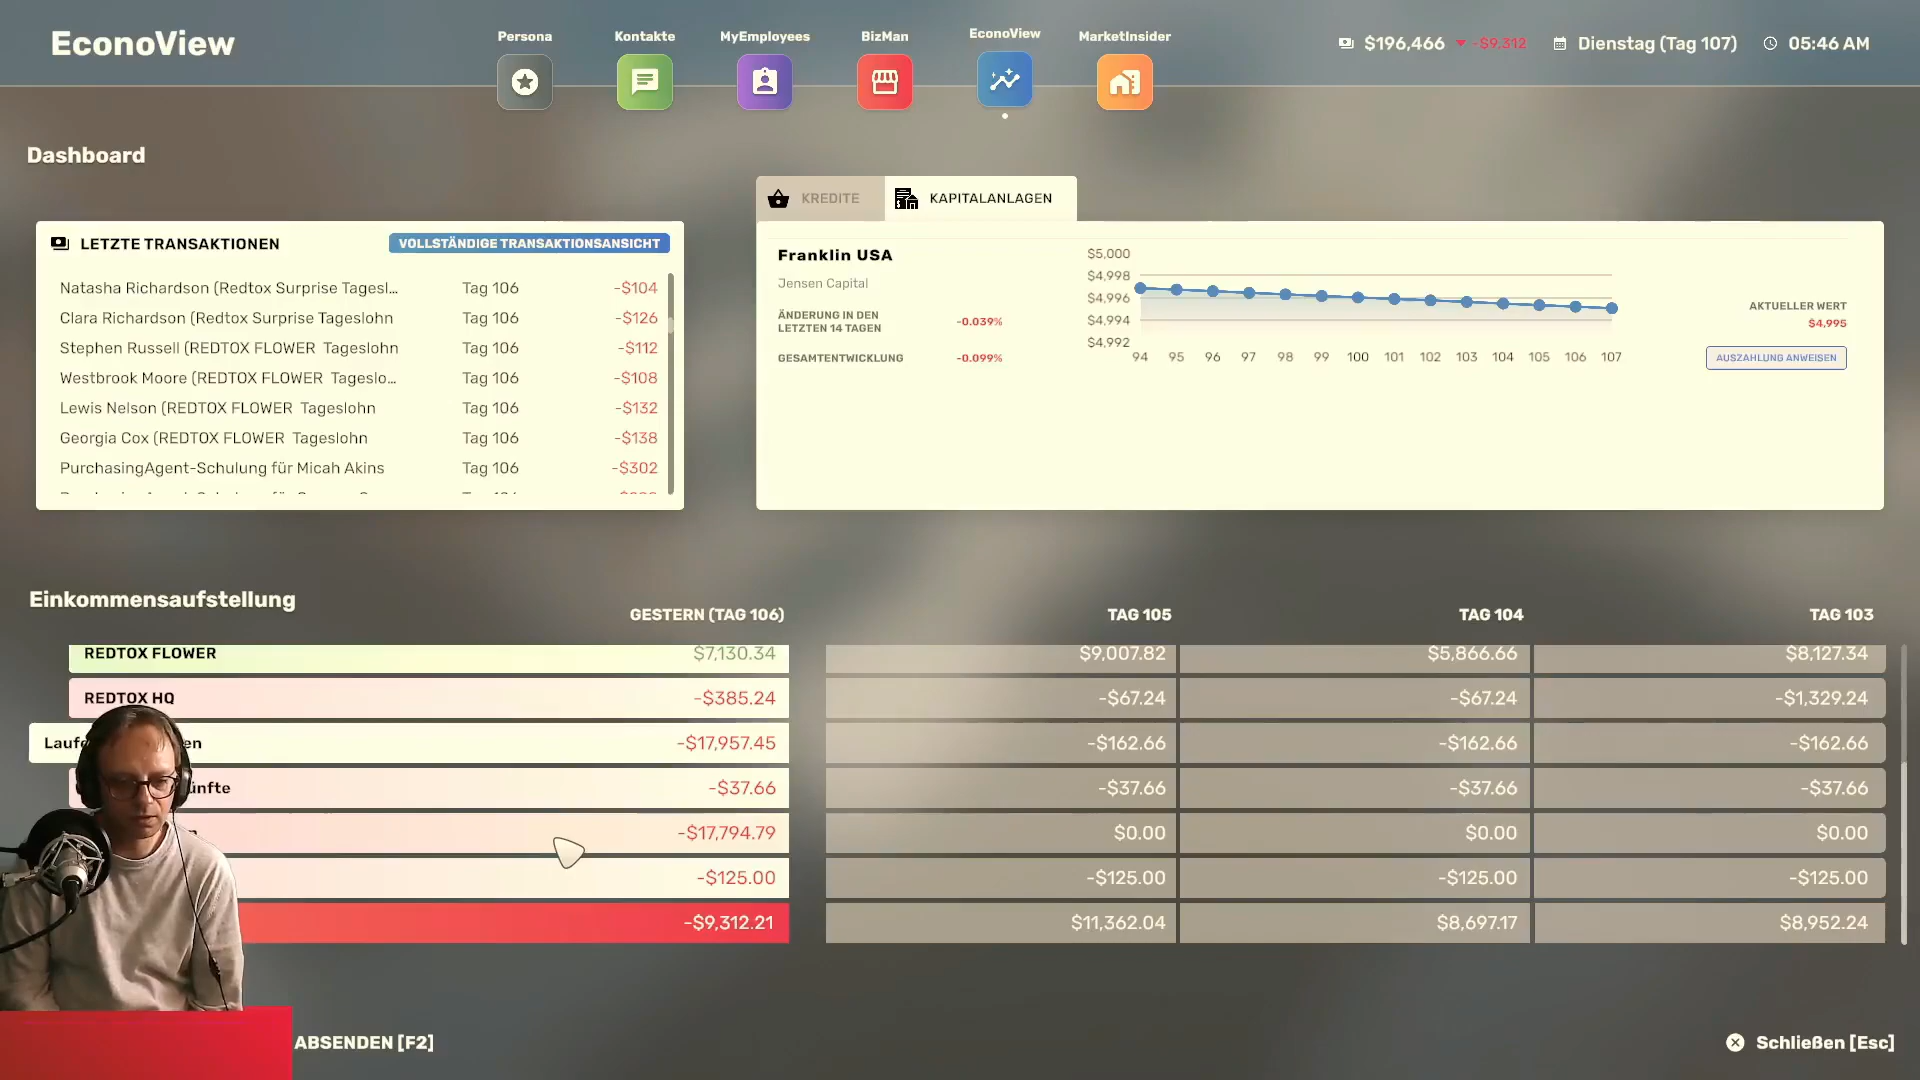 EconoView
Persona
Kontakte
MyEmployees
BizMan
EconoView
MarketInsider
$196,466 -$9,312 Dienstag (Tag 107) 05:46 AM
Dashboard
KREDITE
KAPITALANLAGEN
LETZTE TRANSAKTIONEN
VOLLSTÄNDIGE TRANSAKTIONSANSICHT
Natasha Richardson (Redtox Surprise Tagesl... Tag 106 -$104
Clara Richardson (Redtox Surprise Tageslohn Tag 106 -$126
Stephen Russell (REDTOX FLOWER Tageslohn Tag 106 -$112
Westbrook Moore (REDTOX FLOWER Tageslo... Tag 106 -$108
Lewis Nelson (REDTOX FLOWER Tageslohn Tag 106 -$132
Georgia Cox (REDTOX FLOWER Tageslohn Tag 106 -$138
PurchasingAgent-Schulung für Micah Akins Tag 106 -$302
Franklin USA
Jensen Capital
ÄNDERUNG IN DEN
LETZTEN 14 TAGEN -0.039%
GESAMTENTWICKLUNG -0.099%
$5,000
$4,998
$4,996
$4,994
$4,992
94 95 96 97 98 99 100 101 102 103 104 105 106 107
AKTUELLER WERT
$4,995
AUSZAHLUNG ANWEISEN
Einkommensaufstellung
GESTERN (TAG 106) TAG 105 TAG 104 TAG 103
REDTOX FLOWER $7,130.34 $9,007.82 $5,866.66 $8,127.34
REDTOX HQ -$385.24 -$67.24 -$67.24 -$1,329.24
-$17,957.45 -$162.66 -$162.66 -$162.66
-$37.66 -$37.66 -$37.66 -$37.66
-$17,794.79 $0.00 $0.00 $0.00
-$125.00 -$125.00 -$125.00 -$125.00
-$9,312.21 $11,362.04 $8,697.17 $8,952.24
ABSENDEN [F2]
Schließen [Esc]